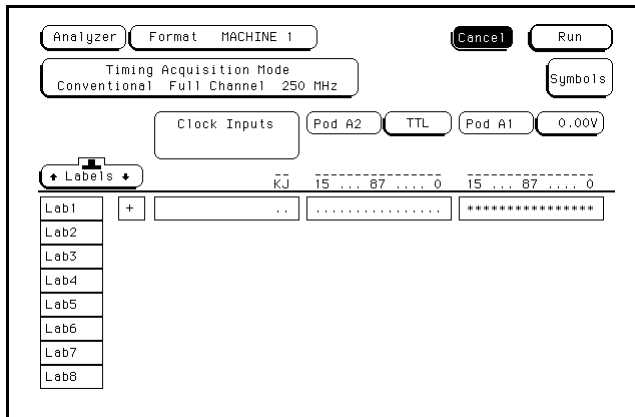 Analyzer Format MACHINE 1 Cancel Run
Timing Acquisition Mode
Conventional Full Channel 250 MHz
Symbols
Clock Inputs Pod A2 TTL Pod A1 0.00V
↑ Labels ↓
KJ 15 ... 87 .... 0 15 ... 87 .... 0
Lab1 + .. ................ ****************
Lab2
Lab3
Lab4
Lab5
Lab6
Lab7
Lab8